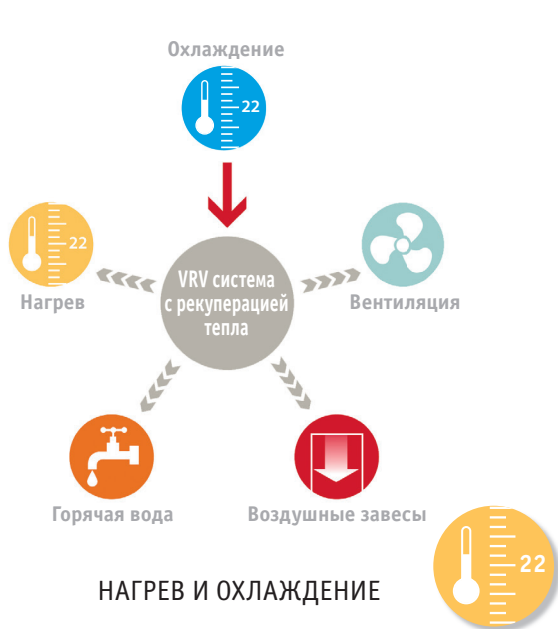 Охлаждение
22
22
Нагрев
VRV система
с рекуперацией
тепла
Вентиляция
Горячая вода
Воздушные завесы
НАГРЕВ И ОХЛАЖДЕНИЕ
22